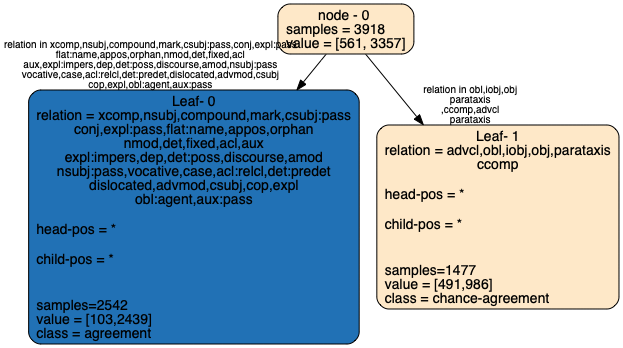 node - 0
samples = 3918
value = [561, 3357]
relation in xcomp,nsubj,compound,mark,csubj:pass,conj,expl:pass
flat:name,appos,orphan,nmod,det,fixed,acl
aux,expl:impers,dep,det:poss,discourse,amod,nsubj:pass
vocative,case,acl:relcl,det:predet,dislocated,advmod,csubj
cop,expl,obl:agent,aux:pass
relation in obl,iobj,obj
parataxis
,ccomp,advcl
parataxis
Leaf- 0
relation = xcomp,nsubj,compound,mark,csubj:pass
conj,expl:pass,flat:name,appos,orphan
nmod,det,fixed,acl,aux
expl:impers,dep,det:poss,discourse,amod
nsubj:pass,vocative,case,acl:relcl,det:predet
dislocated,advmod,csubj,cop,expl
obl:agent,aux:pass
head-pos = *
child-pos = *
samples=2542
value = [103,2439]
class = agreement
Leaf- 1
relation = advcl,obl,iobj,obj,parataxis
ccomp
head-pos = *
child-pos = *
samples=1477
value = [491,986]
class = chance-agreement